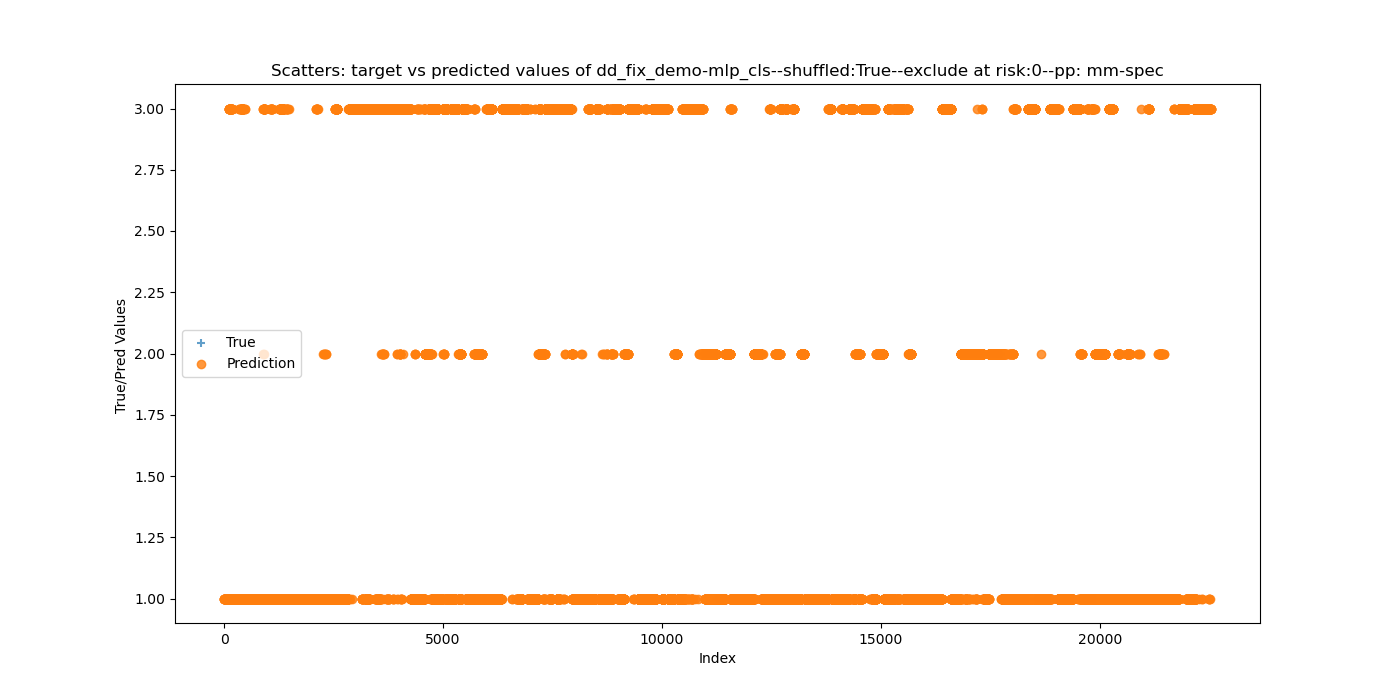 Scatters: target vs predicted values of dd_fix_demo-mlp_cls--shuffled:True--exclude at risk:0--pp: mm-spec
3.00
2.75
2.50
2.25
2.00
1.75
1.50
1.25
1.00
True/Pred Values
True
Prediction
0
5000
10000
15000
20000
Index